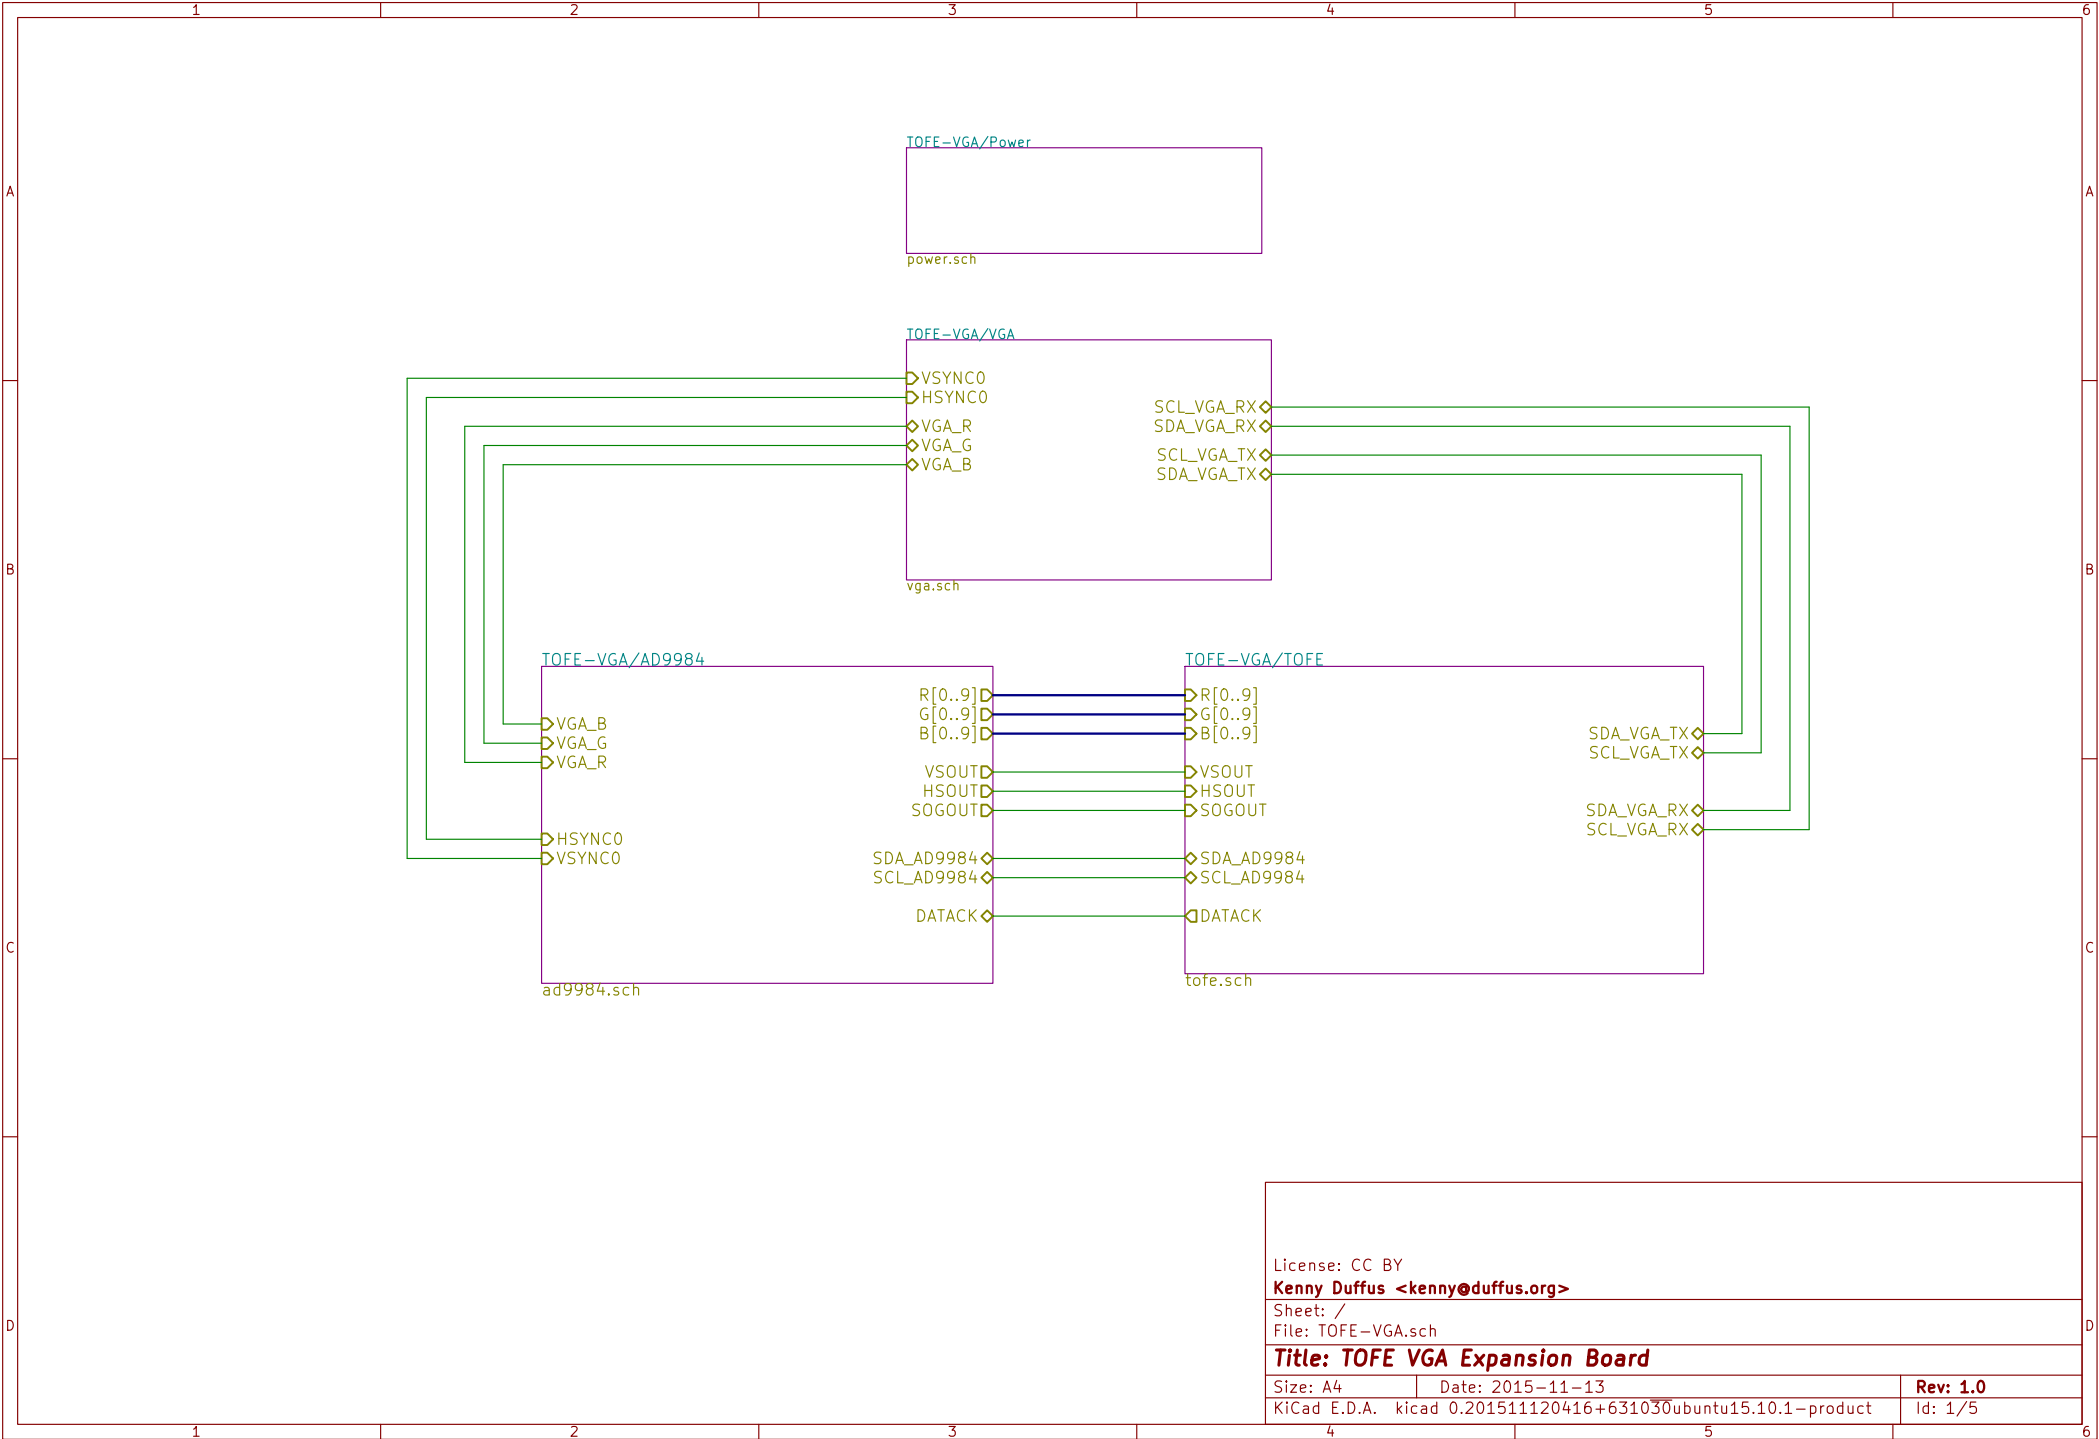 1 2 3 4 5 6
A A
B B
C C
D D
TOFE-VGA/Power
power.sch
TOFE-VGA/VGA
VSYNC0
HSYNC0
VGA_R
VGA_G
VGA_B
SCL_VGA_RX
SDA_VGA_RX
SCL_VGA_TX
SDA_VGA_TX
vga.sch
TOFE-VGA/AD9984
VGA_B
VGA_G
VGA_R
HSYNC0
VSYNC0
R[0..9]
G[0..9]
B[0..9]
VSOUT
HSOUT
SOGOUT
SDA_AD9984
SCL_AD9984
DATACK
ad9984.sch
TOFE-VGA/TOFE
R[0..9]
G[0..9]
B[0..9]
VSOUT
HSOUT
SOGOUT
SDA_AD9984
SCL_AD9984
DATACK
SDA_VGA_TX
SCL_VGA_TX
SDA_VGA_RX
SCL_VGA_RX
tofe.sch
License: CC BY
Kenny Duffus <kenny@duffus.org>
Sheet: /
File: TOFE-VGA.sch
Title: TOFE VGA Expansion Board
Size: A4 Date: 2015-11-13 Rev: 1.0
KiCad E.D.A. kicad 0.201511120416+631030ubuntu15.10.1-product Id: 1/5
1 2 3 4 5 6